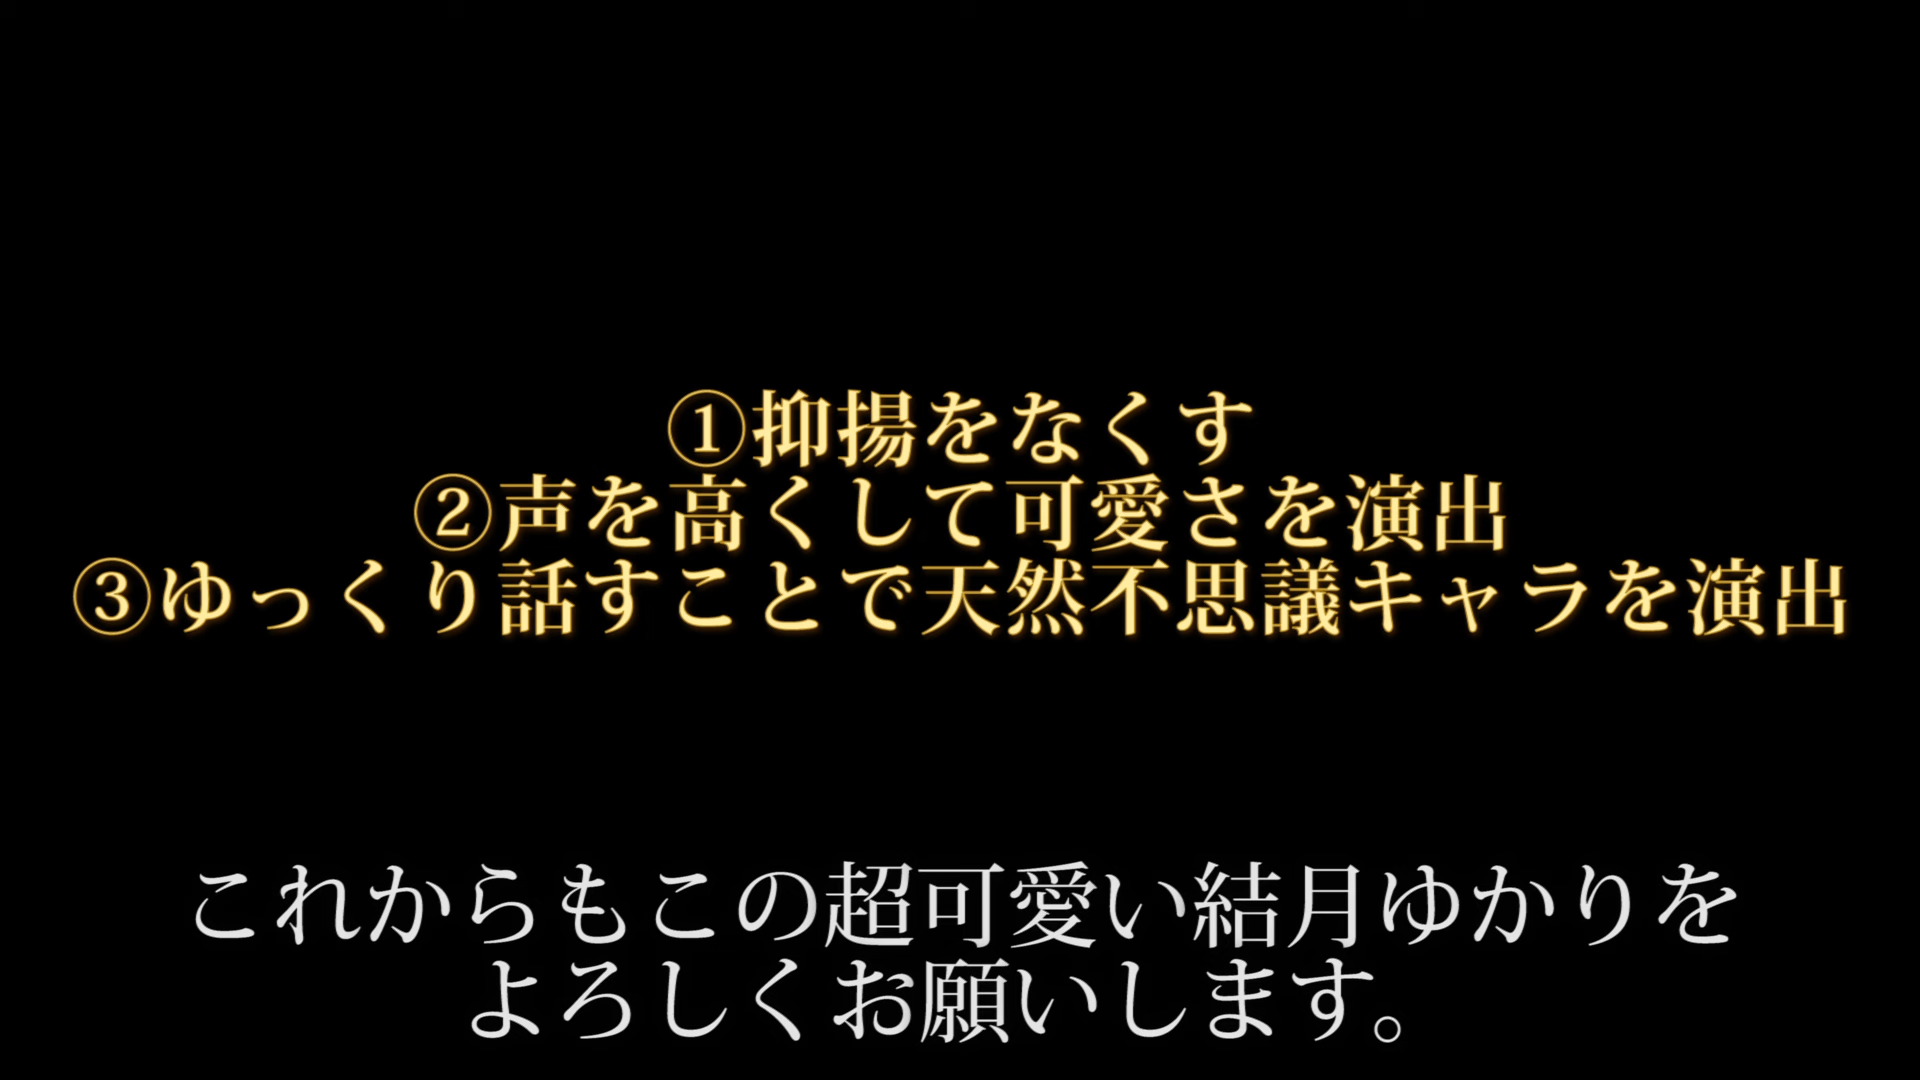 ①抑揚をなくす
②声を高くして可愛さを演出
③ゆっくり話すことで天然不思議キャラを演出
これからもこの超可愛い結月ゆかりを
よろしくお願いします。